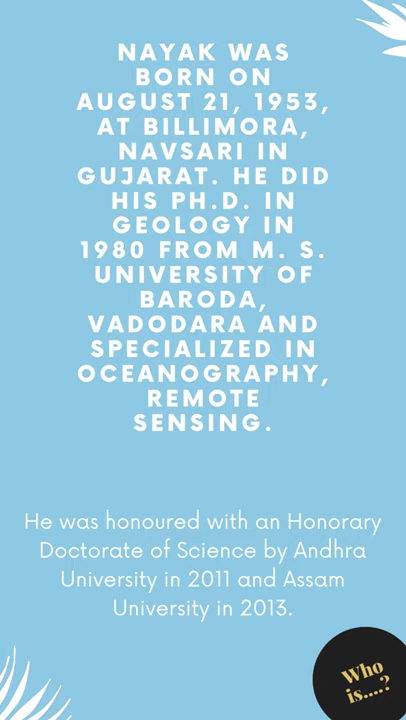 NAYAK WAS
BORN ON
AUGUST 21, 1953,
AT BILLIMORA,
NAVSARI IN
GUJARAT. HE DID
HIS PH.D. IN
GEOLOGY IN
1980 FROM M. S.
UNIVERSITY OF
BARODA,
VADODARA AND
SPECIALIZED IN
OCEANOGRAPHY,
REMOTE
SENSING.
He was honoured with an Honorary
Doctorate of Science by Andhra
University in 2011 and Assam
University in 2013.
Who
is....?